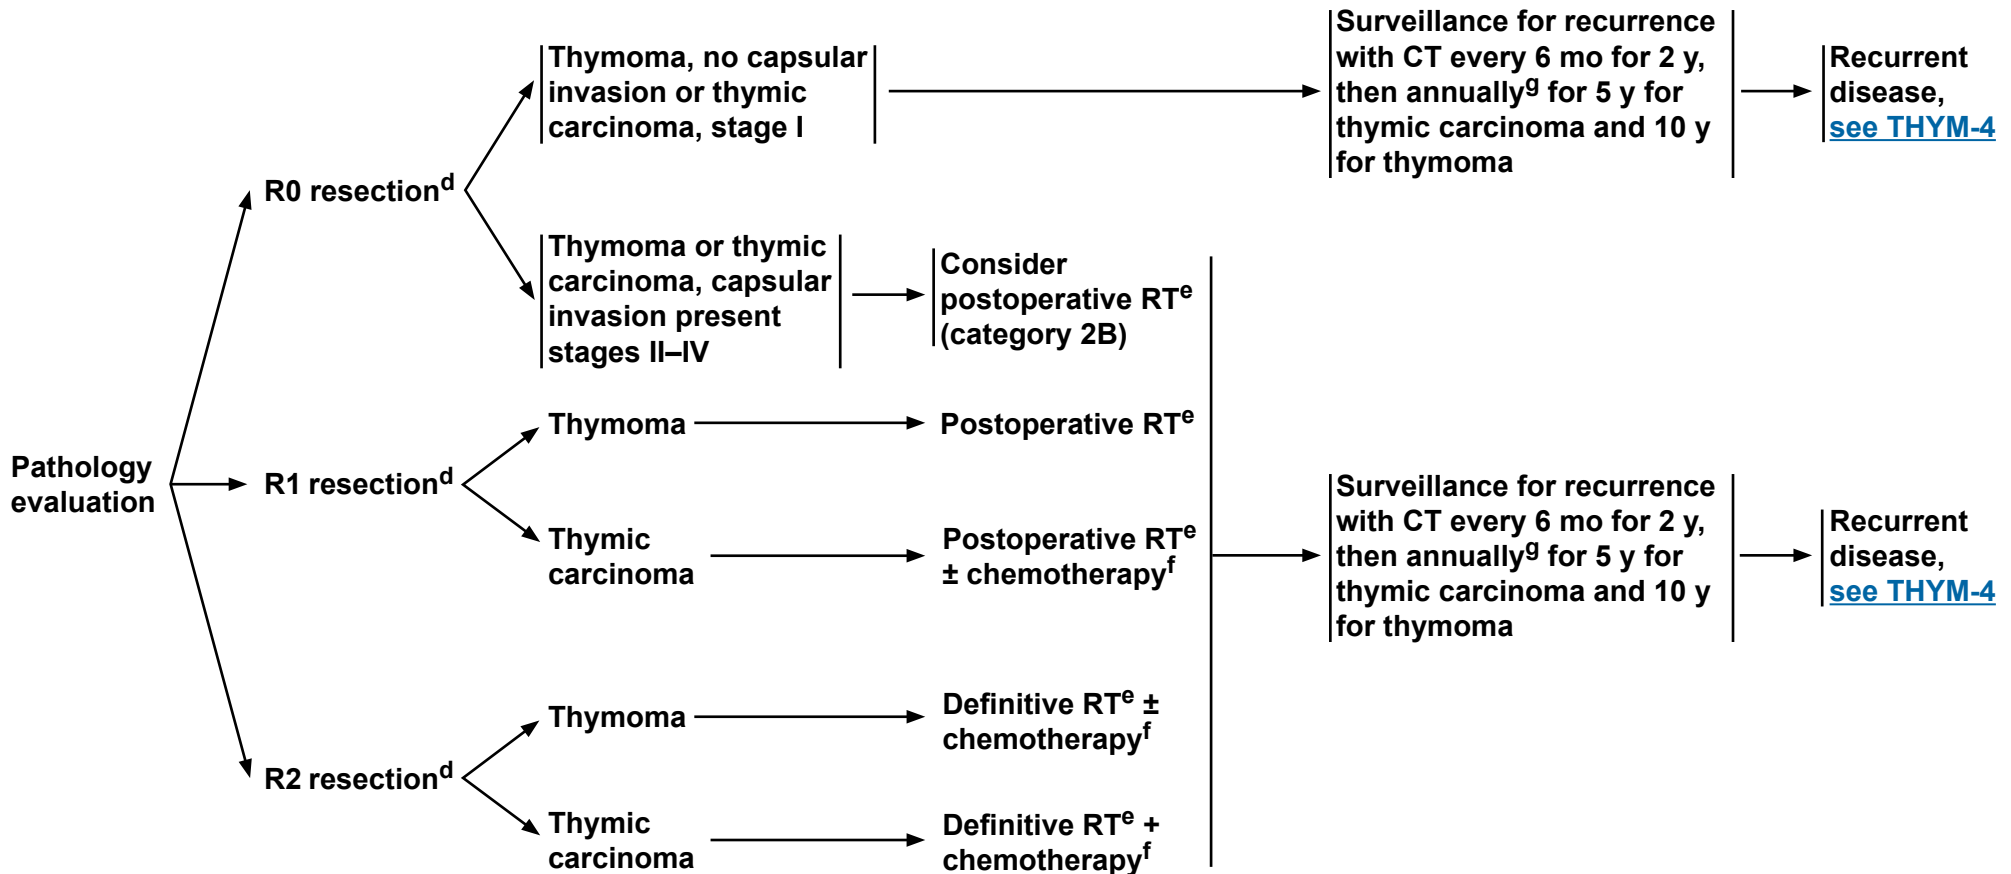 Pathology
evaluation
R0 resectionᵈ
Thymoma, no capsular
invasion or thymic
carcinoma, stage I
Surveillance for recurrence
with CT every 6 mo for 2 y,
then annuallyᵍ for 5 y for
thymic carcinoma and 10 y
for thymoma
Recurrent
disease,
see THYM-4
Thymoma or thymic
carcinoma, capsular
invasion present
stages II–IV
Consider
postoperative RTᵉ
(category 2B)
R1 resectionᵈ
Thymoma
Postoperative RTᵉ
Thymic
carcinoma
Postoperative RTᵉ
± chemotherapyᶠ
R2 resectionᵈ
Thymoma
Definitive RTᵉ ±
chemotherapyᶠ
Thymic
carcinoma
Definitive RTᵉ +
chemotherapyᶠ
Surveillance for recurrence
with CT every 6 mo for 2 y,
then annuallyᵍ for 5 y for
thymic carcinoma and 10 y
for thymoma
Recurrent
disease,
see THYM-4